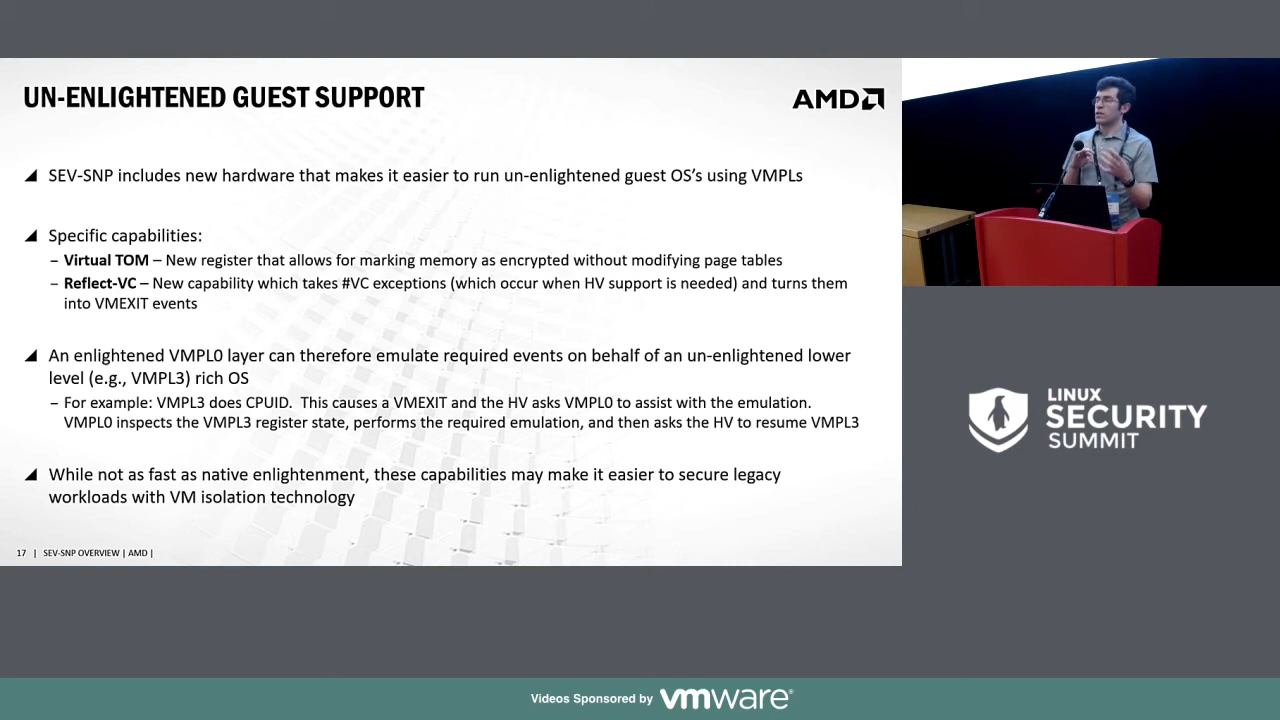 UN-ENLIGHTENED GUEST SUPPORT
AMD
SEV-SNP includes new hardware that makes it easier to run un-enlightened guest OS's using VMPLs
Specific capabilities:
– Virtual TOM – New register that allows for marking memory as encrypted without modifying page tables
– Reflect-VC – New capability which takes #VC exceptions (which occur when HV support is needed) and turns them
into VMEXIT events
An enlightened VMPL0 layer can therefore emulate required events on behalf of an un-enlightened lower
level (e.g., VMPL3) rich OS
– For example: VMPL3 does CPUID. This causes a VMEXIT and the HV asks VMPL0 to assist with the emulation.
VMPL0 inspects the VMPL3 register state, performs the required emulation, and then asks the HV to resume VMPL3
While not as fast as native enlightenment, these capabilities may make it easier to secure legacy
workloads with VM isolation technology
17 | SEV-SNP OVERVIEW | AMD |
LINUX
SECURITY
SUMMIT
Videos Sponsored by vmware®